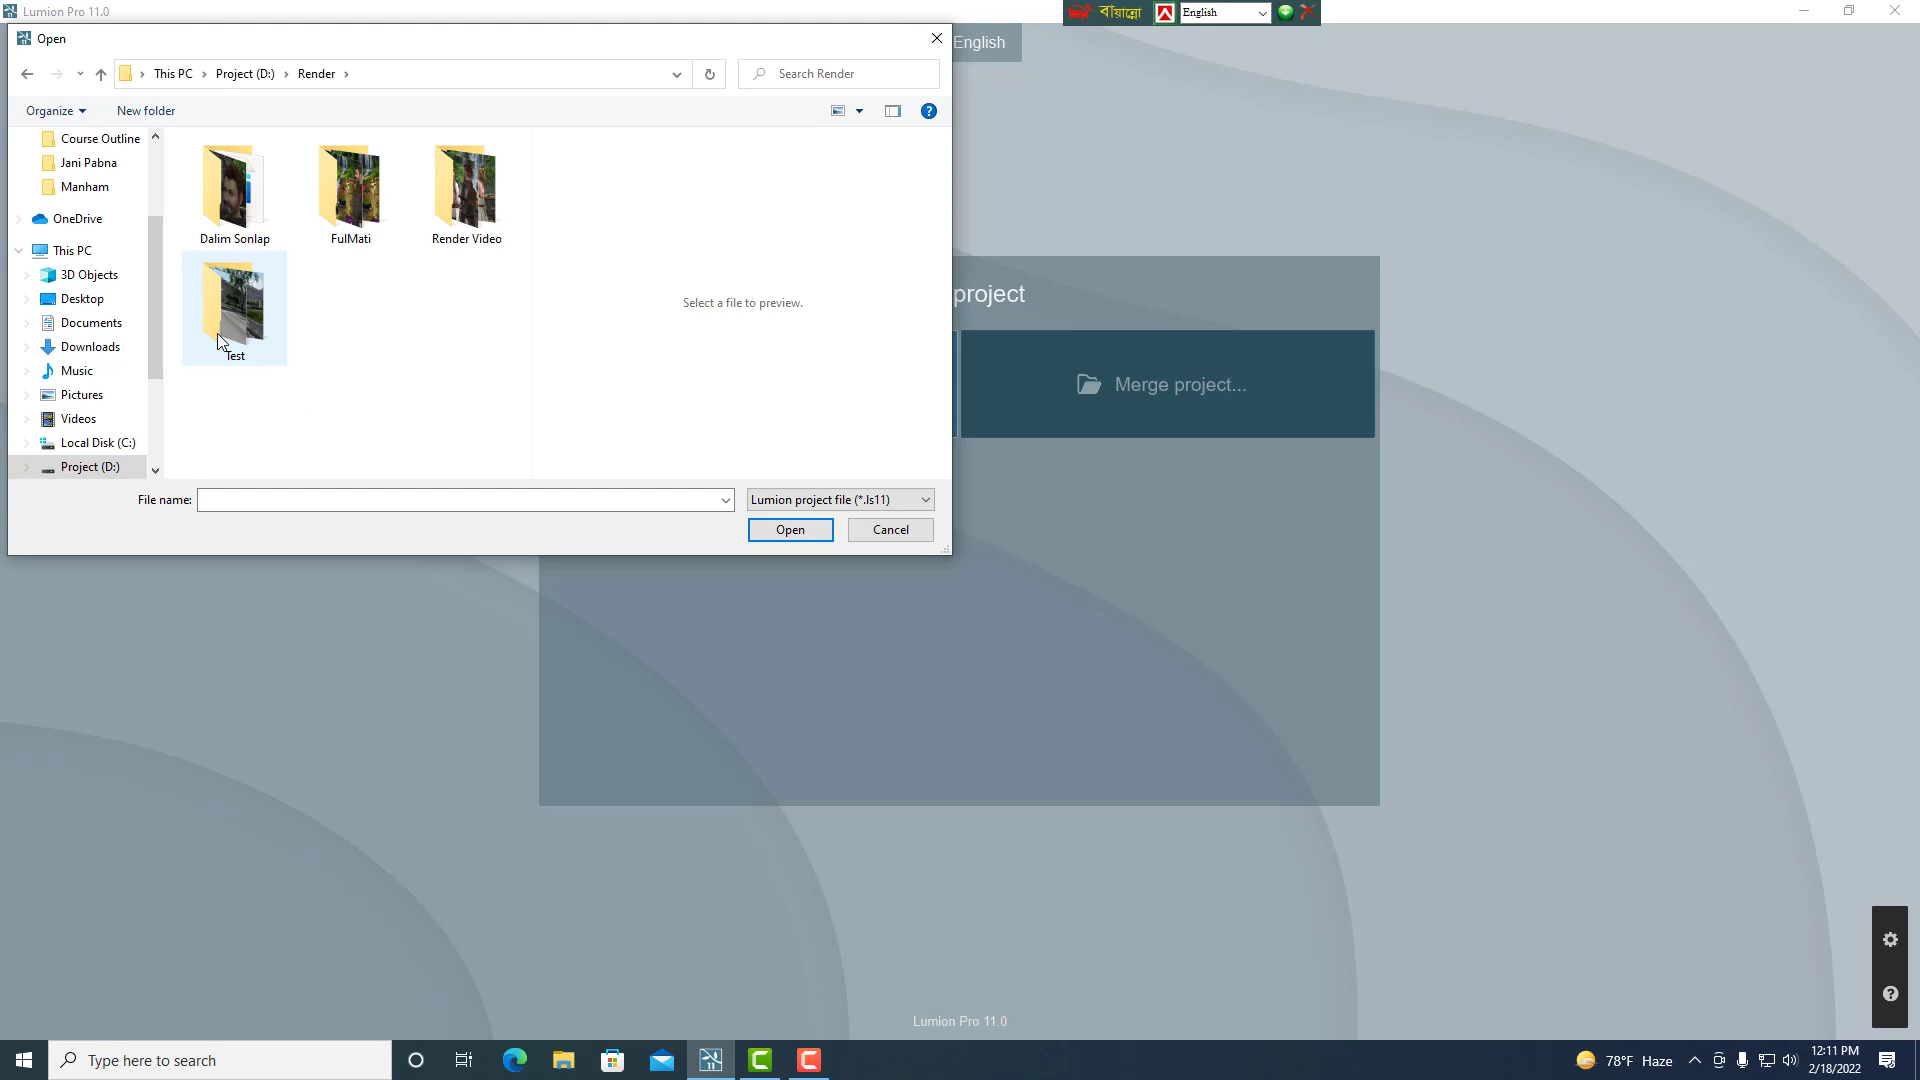 Lumion Pro 11.0
বায়ান্নো
English
Open
English
This PC
Project (D:)
Render
Search Render
Organize
New folder
Course Outline
Jani Pabna
Manham
OneDrive
This PC
3D Objects
Desktop
Documents
Downloads
Music
Pictures
Videos
Local Disk (C:)
Project (D:)
Dalim Sonlap
FulMati
Render Video
Test
Select a file to preview.
project
Merge project...
File name:
Lumion project file (*.ls11)
Open
Cancel
Lumion Pro 11.0
Type here to search
78°F Haze
12:11 PM
2/18/2022